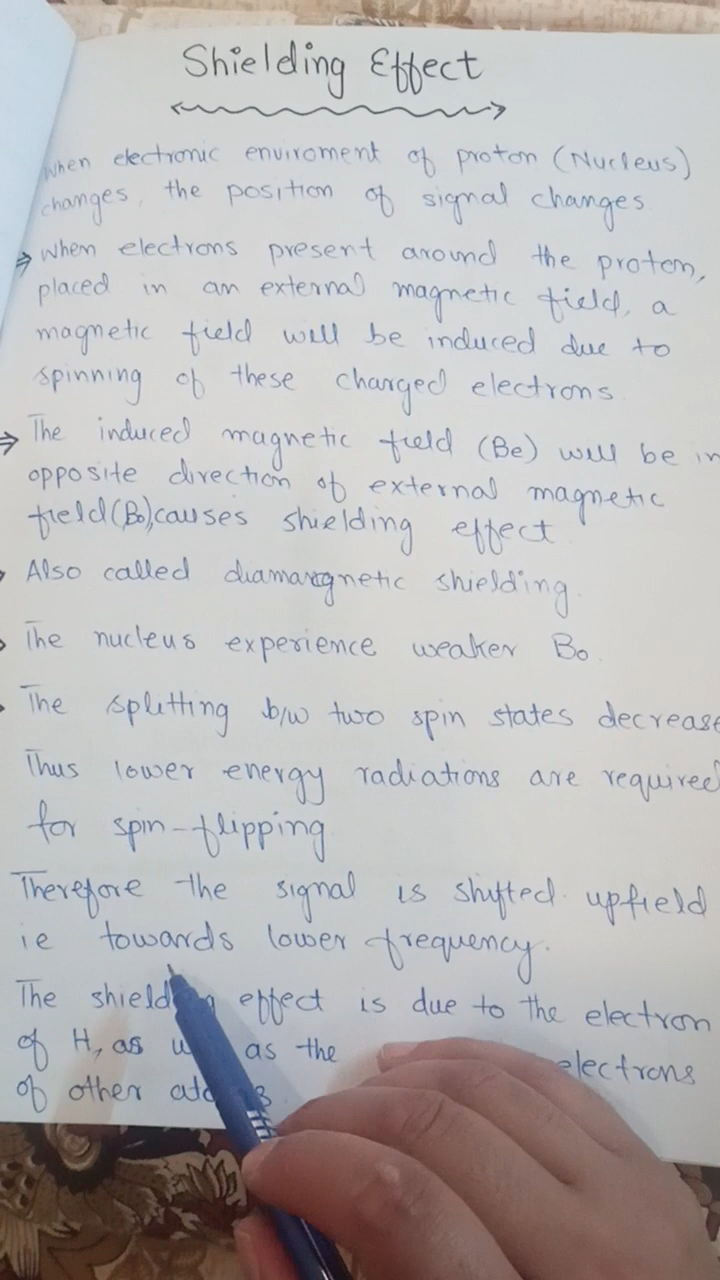 Shielding Effect
When electronic enviroment of proton (Nucleus)
changes, the position of signal changes
⇒ When electrons present around the proton,
placed in an external magnetic field, a
magnetic field will be induced due to
spinning of these charged electrons
⇒ The induced magnetic field (Be) will be in
opposite direction of external magnetic
field (B₀), causes shielding effect
Also called diamangnetic shielding.
The nucleus experience weaker B₀.
The splitting b/w two spin states decrease
Thus lower energy radiations are required
for spin-flipping
Therefore the signal is shifted upfield
ie towards lower frequency.
The effect is due to the electron
of H, as as the electrons
of other